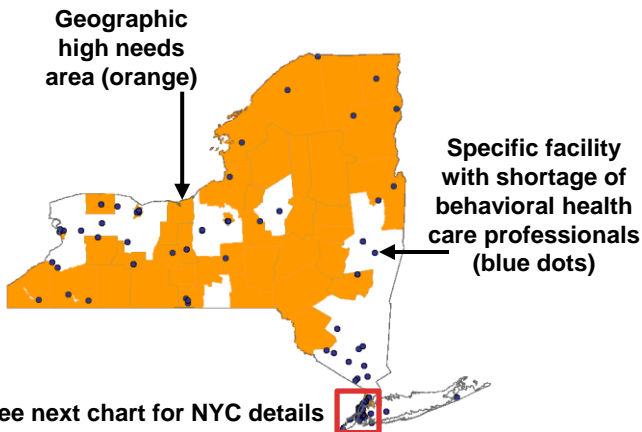 Geographic
high needs
area (orange)
Specific facility
with shortage of
behavioral health
care professionals
(blue dots)
ee next chart for NYC details